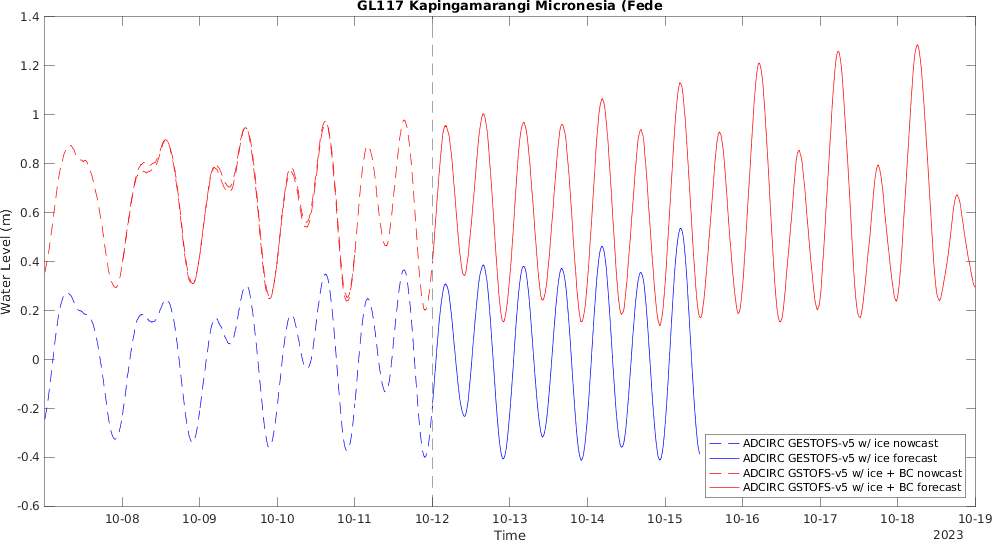 GL117 Kapingamarangi Micronesia (Fede
1.4
1.2
1
0.8
0.6
0.4
0.2
0
-0.2
-0.4
-0.6
Water Level (m)
ADCIRC GESTOFS-v5 w/ ice nowcast
ADCIRC GESTOFS-v5 w/ ice forecast
ADCIRC GSTOFS-v5 w/ ice + BC nowcast
ADCIRC GSTOFS-v5 w/ ice + BC forecast
10-08 10-09 10-10 10-11 10-12 10-13 10-14 10-15 10-16 10-17 10-18 10-19
Time
2023